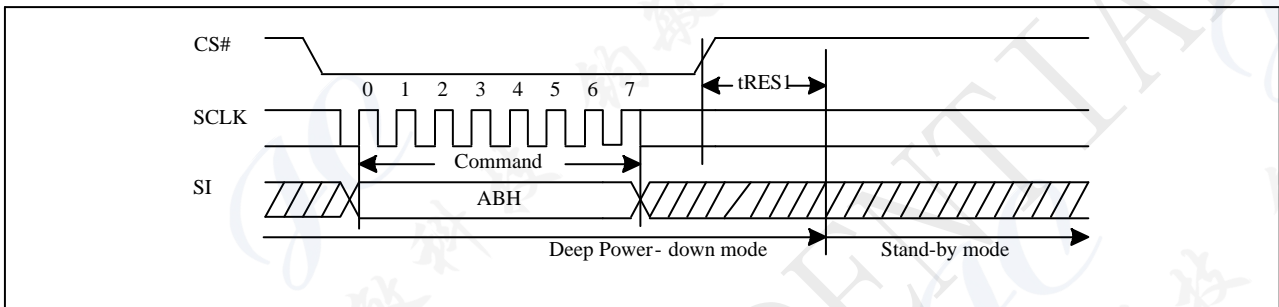 CS#
tRES1
0 1 2 3 4 5 6 7
SCLK
Command
SI
ABH
Deep Power- down mode
Stand-by mode